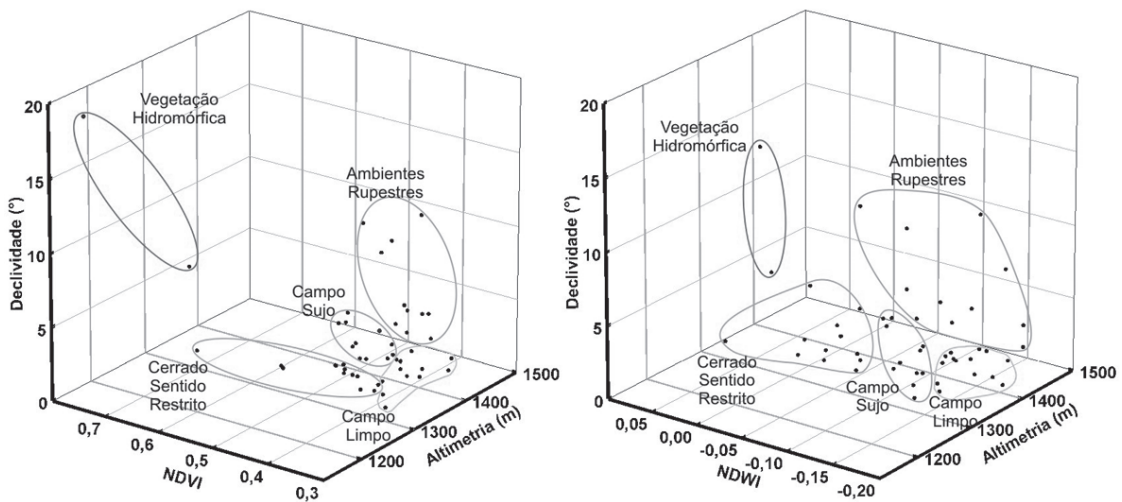 20
15
10
5
0
Declividade (°)
0,7
0,6
0,5
0,4
0,3
NDVI
1200
1300
1400
1500
Altimetria (m)
Vegetação
Hidromórfica
Ambientes
Rupestres
Campo
Sujo
Cerrado
Sentido
Restrito
Campo
Limpo
20
15
10
5
0
Declividade (°)
0,05
0,00
-0,05
-0,10
-0,15
-0,20
NDWI
1200
1300
1400
1500
Altimetria (m)
Vegetação
Hidromórfica
Ambientes
Rupestres
Cerrado
Sentido
Restrito
Campo
Sujo
Campo
Limpo